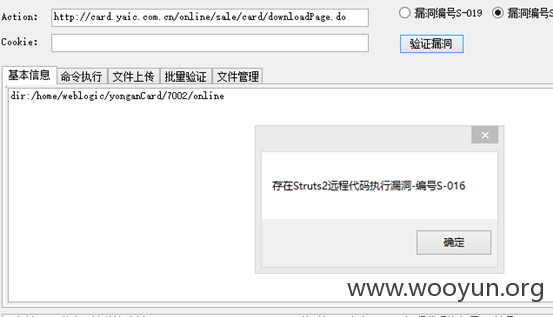 Action: http://card.yaic.com.cn/online/sale/card/downloadPage.do 漏洞编号S-019 漏洞编号S
Cookie: 验证漏洞
基本信息 命令执行 文件上传 批量验证 文件管理
dir:/home/weblogic/yonganCard/7002/online
存在Struts2远程代码执行漏洞-编号S-016
确定
www.wooyun.org